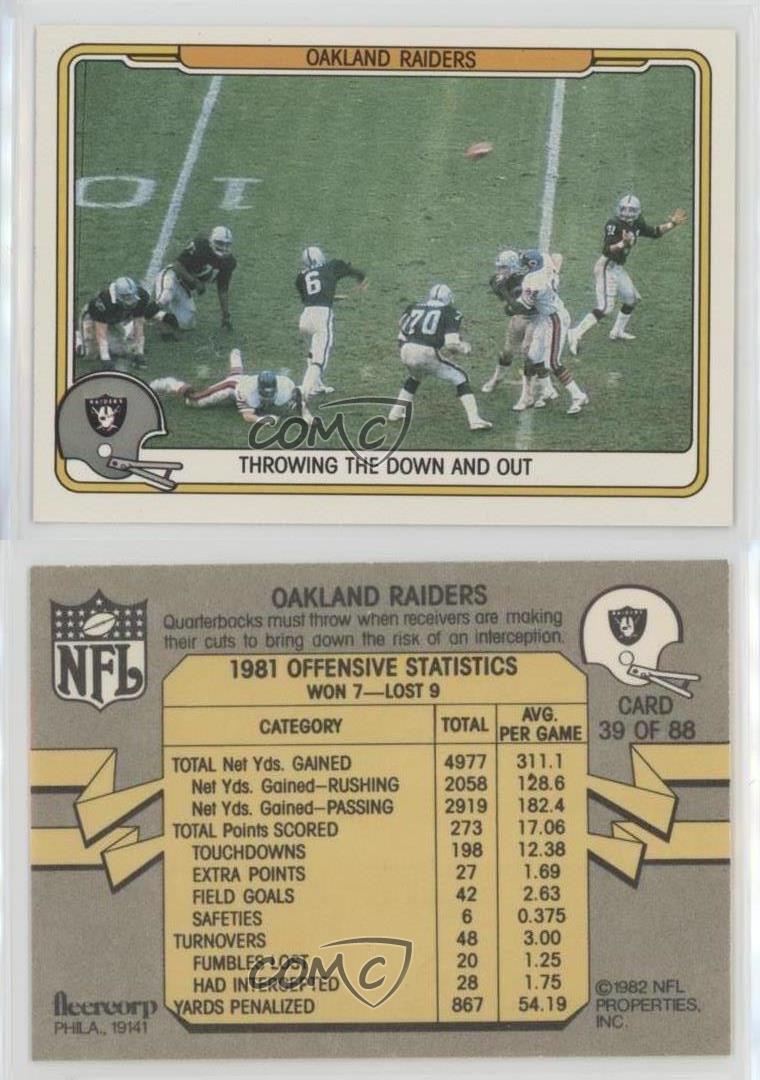 OAKLAND RAIDERS
10
6
70
RAIDERS
COMC
THROWING THE DOWN AND OUT
NFL
OAKLAND RAIDERS
Quarterbacks must throw when receivers are making
their cuts to bring down the risk of an interception.
1981 OFFENSIVE STATISTICS
WON 7—LOST 9
CARD
39 OF 88
CATEGORY TOTAL AVG. PER GAME
TOTAL Net Yds. GAINED 4977 311.1
Net Yds. Gained—RUSHING 2058 128.6
Net Yds. Gained—PASSING 2919 182.4
TOTAL Points SCORED 273 17.06
TOUCHDOWNS 198 12.38
EXTRA POINTS 27 1.69
FIELD GOALS 42 2.63
SAFETIES 6 0.375
TURNOVERS 48 3.00
FUMBLES LOST 20 1.25
HAD INTERCEPTED 28 1.75
YARDS PENALIZED 867 54.19
COMC
fleercorp
PHILA., 19141
©1982 NFL
PROPERTIES,
INC.